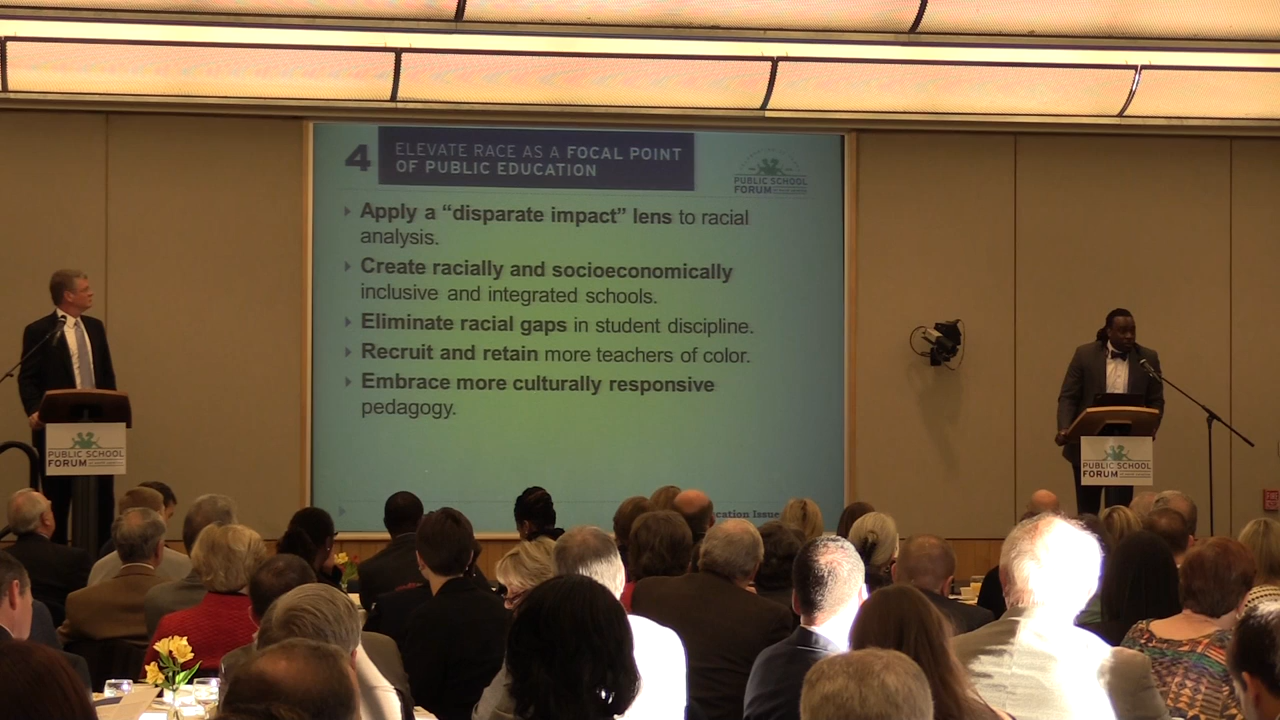 4
ELEVATE RACE AS A FOCAL POINT
OF PUBLIC EDUCATION
PUBLIC SCHOOL
FORUM
Apply a “disparate impact” lens to racial
analysis.
Create racially and socioeconomically
inclusive and integrated schools.
Eliminate racial gaps in student discipline.
Recruit and retain more teachers of color.
Embrace more culturally responsive
pedagogy.
PUBLIC SCHOOL
FORUM
PUBLIC SCHOOL
FORUM